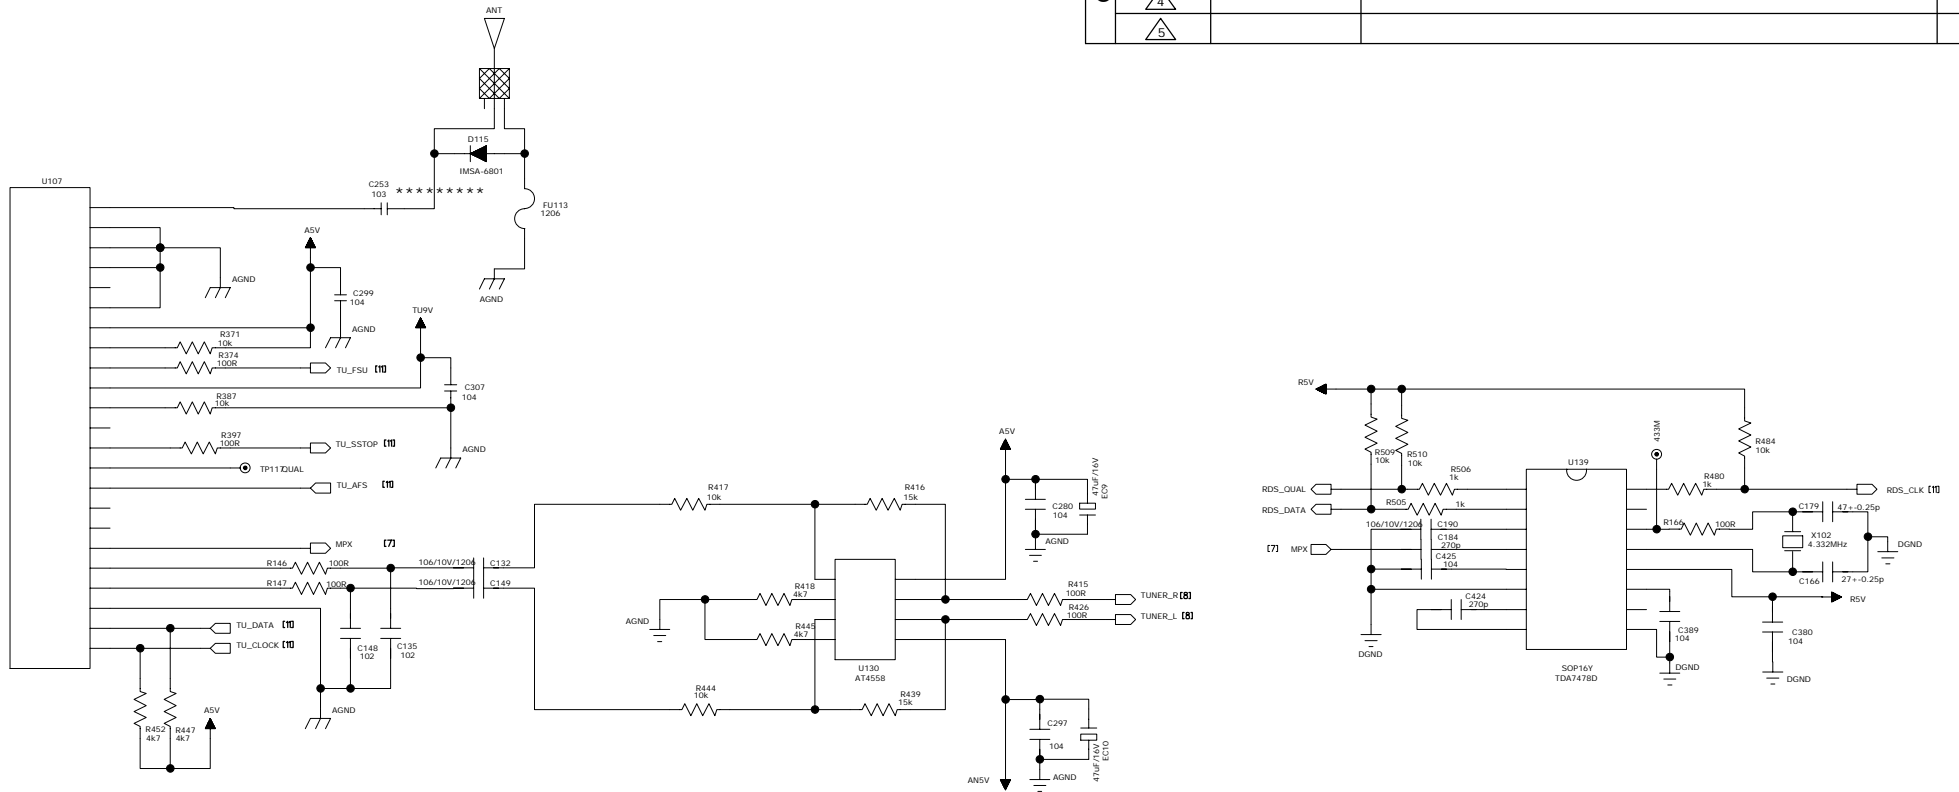 ANT
4
5
D115
IMSA-6801
U107
C253
103
*********
FU113
1206
A5V
AGND
AGND
C299
104
AGND
TU9V
R371
10k
R374
100R
TU_FSU [11]
C307
104
R387
10k
R397
100R
TU_SSTOP [11]
AGND
TP117 QUAL
TU_AFS [11]
MPX [7]
R146
100R
106/10V/1206
C132
R147
100R
106/10V/1206
C149
TU_DATA [11]
TU_CLOCK [11]
C148
102
C135
102
AGND
R452
4k7
R447
4k7
A5V
R417
10k
R416
15k
A5V
C280
104
47uF/16V
EC9
AGND
R418
4k7
R445
4k7
AGND
U130
AT4558
R415
100R
R426
100R
TUNER_R [8]
TUNER_L [8]
R444
10k
R439
15k
C297
104
47uF/16V
EC10
AN5V
AGND
R5V
R509
10k
R510
10k
R506
1k
RDS_QUAL
RDS_DATA
R505
1k
106/10V/1206
C190
C184
270p
C425
104
[7] MPX
C424
270p
DGND
U139
SOP16Y
TDA7478D
433M
R484
10k
R480
1k
RDS_CLK [11]
R166
100R
C179
47+-0.25p
X102
4.332MHz
DGND
C166
27+-0.25p
R5V
C389
104
DGND
C380
104
DGND